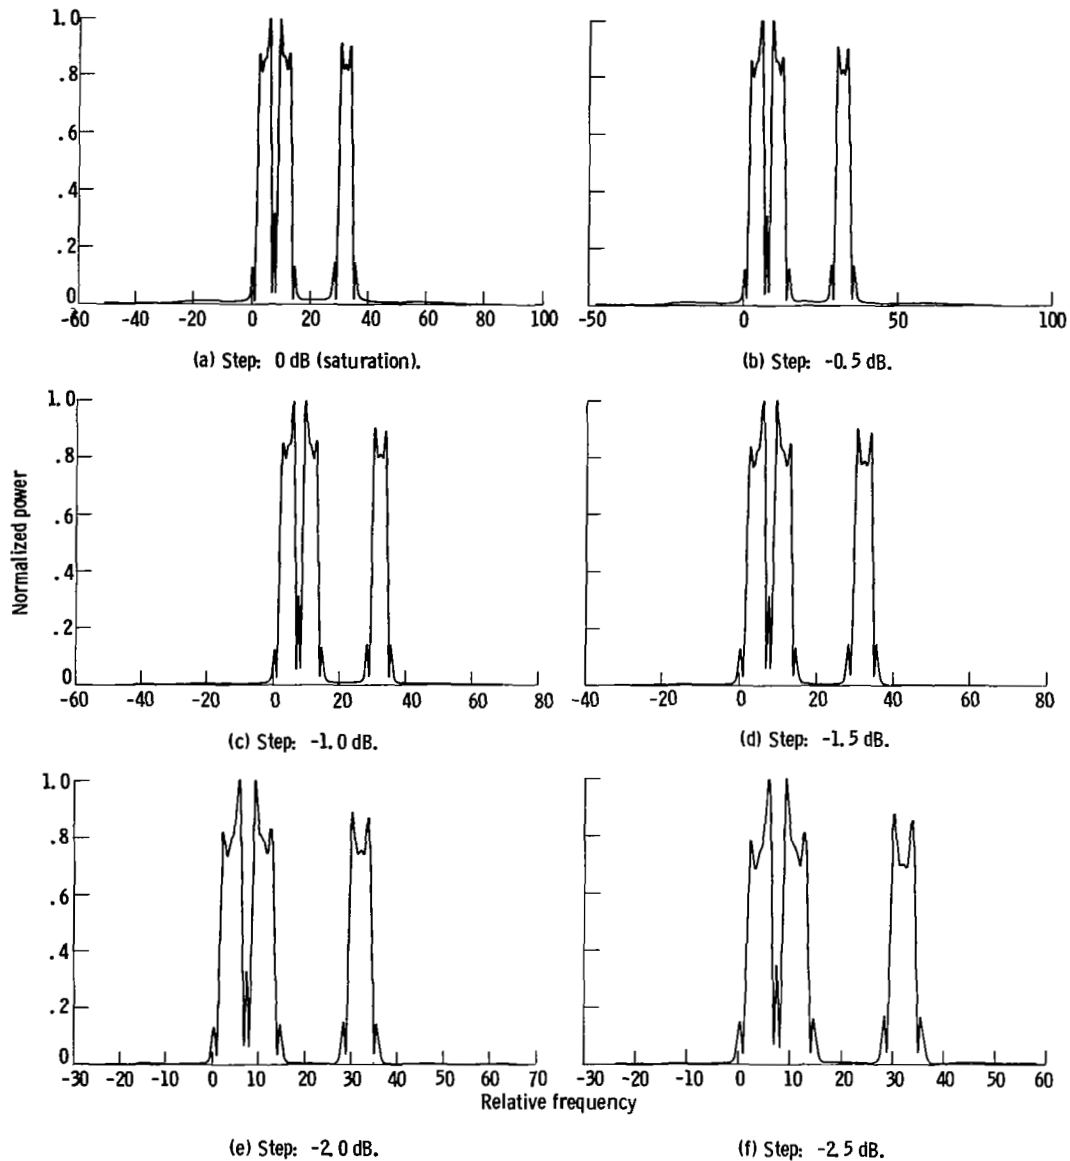 1.0
.8
.6
.4
.2
0
-60 -40 -20 0 20 40 60 80 100
-50 0 50 100
(a) Step: 0 dB (saturation).
(b) Step: -0.5 dB.
Normalized power
1.0
.8
.6
.4
.2
0
-60 -40 -20 0 20 40 60 80
-40 -20 0 20 40 60 80
(c) Step: -1.0 dB.
(d) Step: -1.5 dB.
1.0
.8
.6
.4
.2
0
-30 -20 -10 0 10 20 30 40 50 60 70
-30 -20 -10 0 10 20 30 40 50 60
Relative frequency
(e) Step: -2.0 dB.
(f) Step: -2.5 dB.